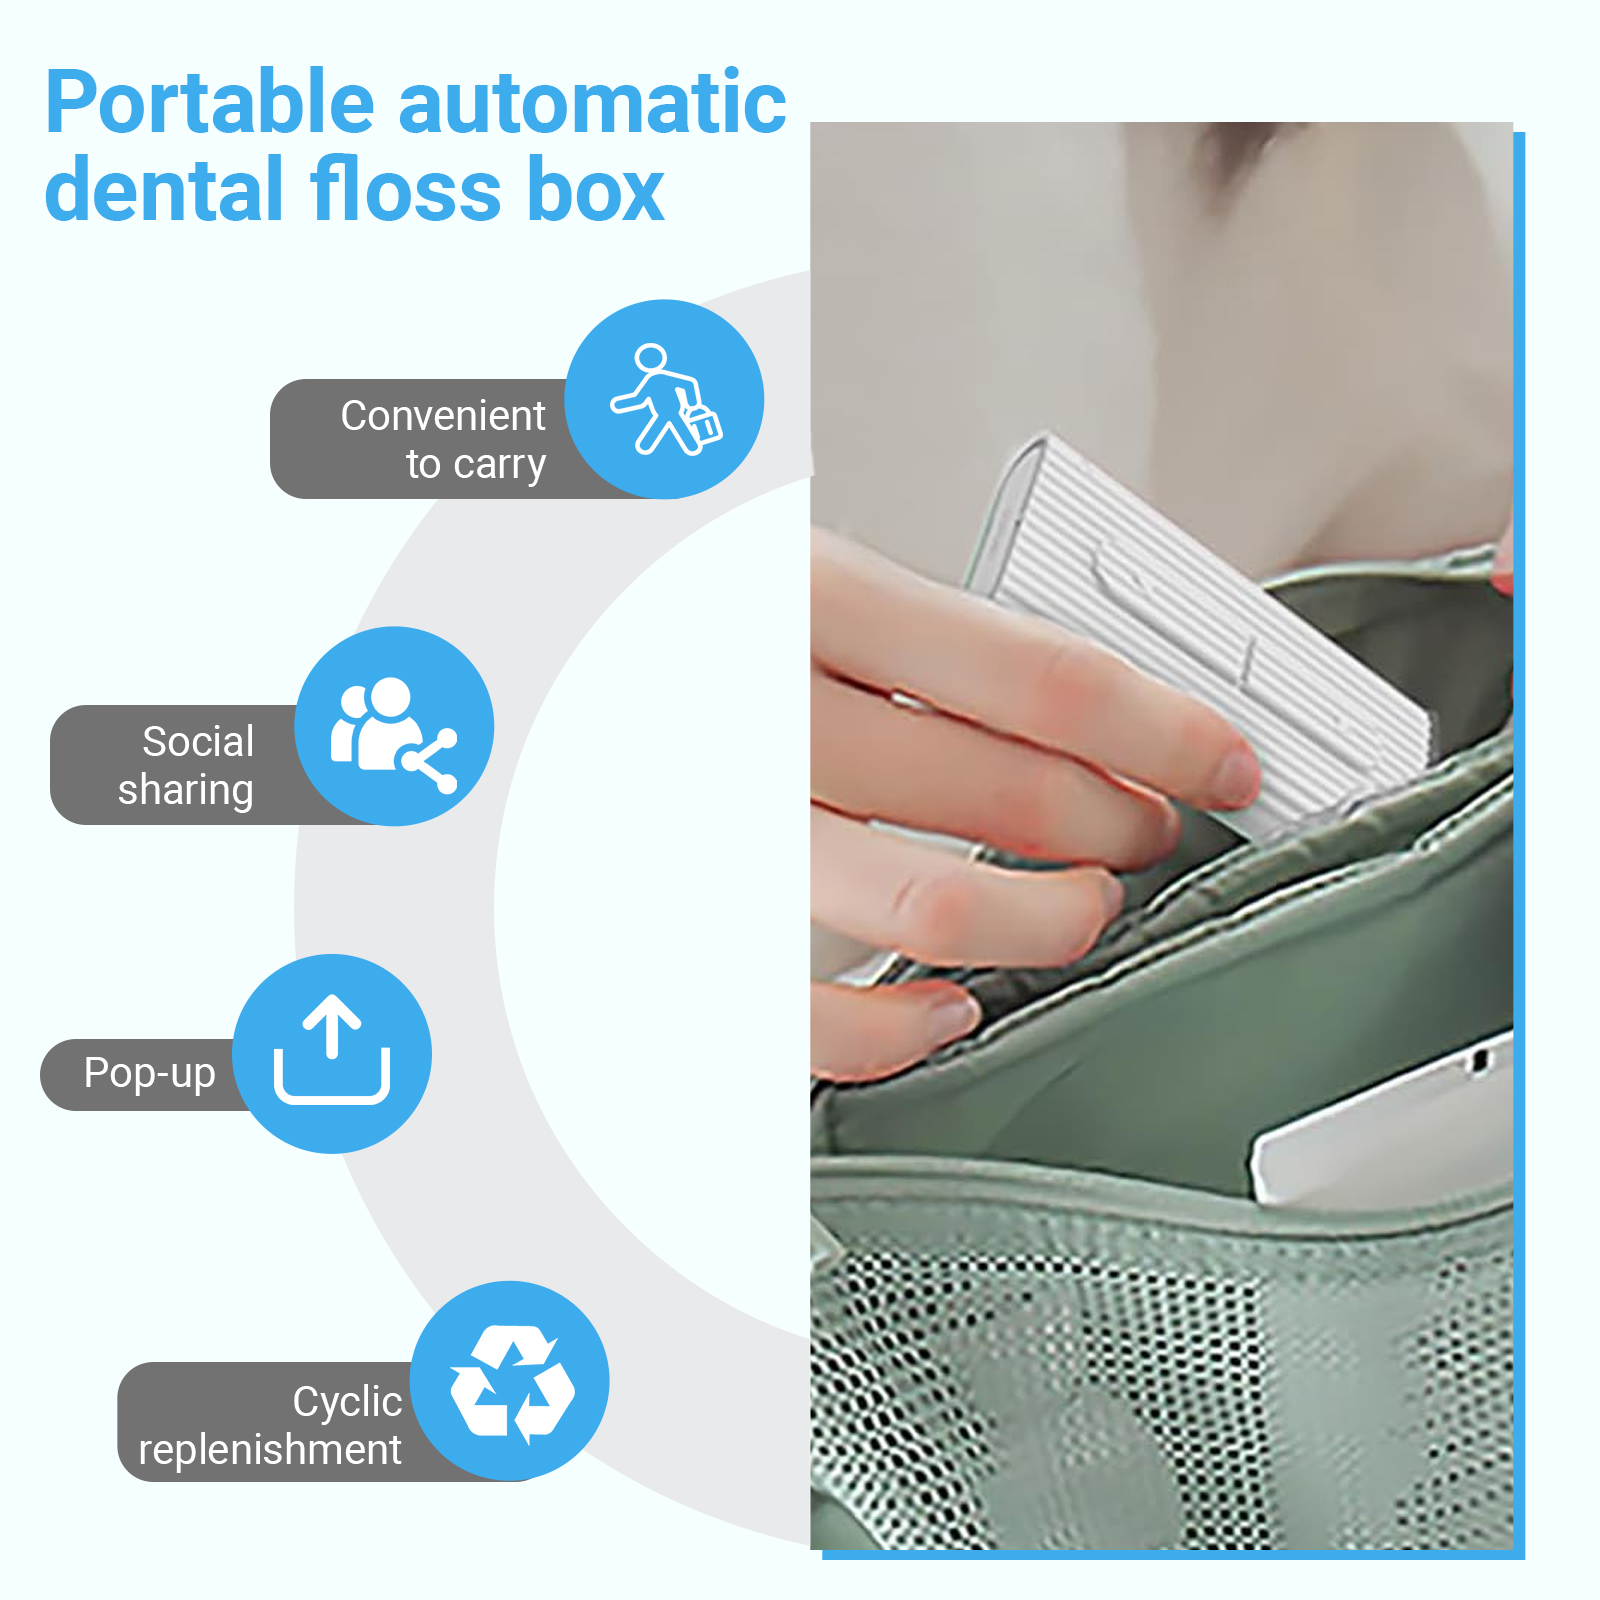 Portable automatic
dental floss box
Convenient
to carry
Social
sharing
Pop-up
Cyclic
replenishment